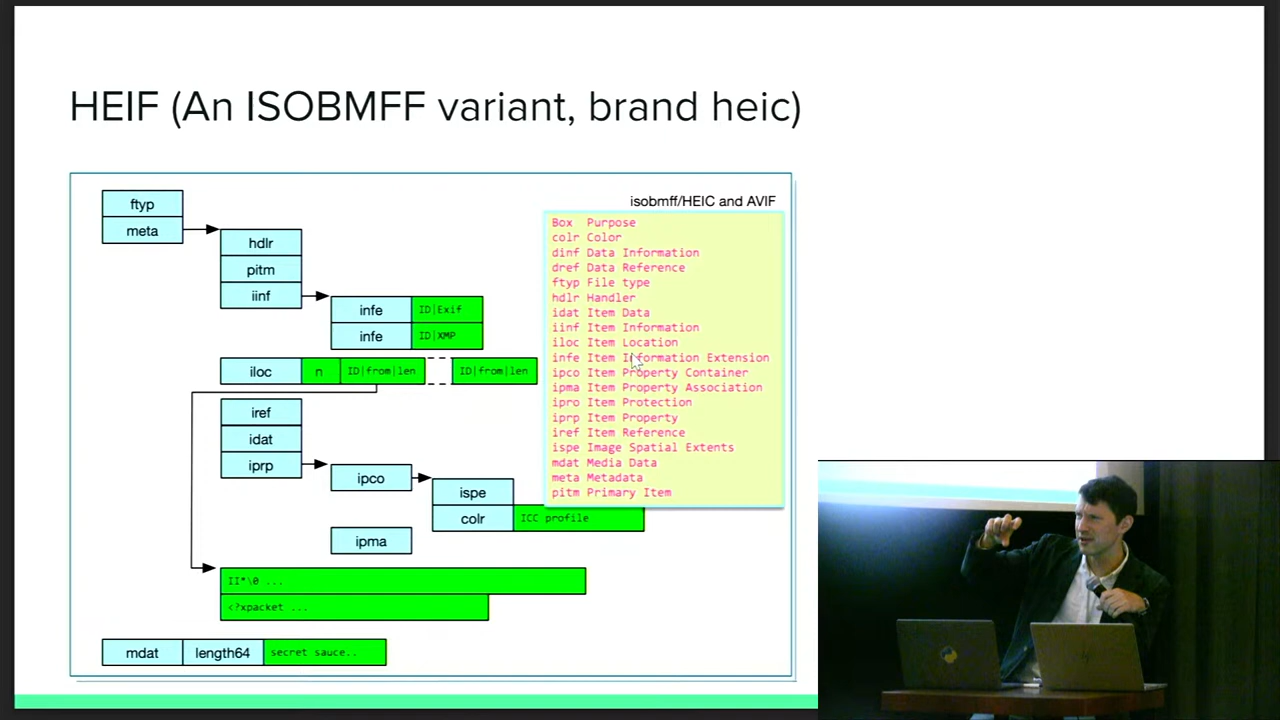 HEIF (An ISOBMFF variant, brand heic)
isobmff/HEIC and AVIF
ftyp
meta
hdlr
pitm
iinf
infe ID|Exif
infe ID|XMP
iloc n ID|from|len ID|from|len
iref
idat
iprp
ipco
ispe
colr ICC profile
ipma
II*\0 ...
<?xpacket ...
mdat length64 secret sauce..
Box Purpose
colr Color
dinf Data Information
dref Data Reference
ftyp File type
hdlr Handler
idat Item Data
iinf Item Information
iloc Item Location
infe Item Information Extension
ipco Item Property Container
ipma Item Property Association
ipro Item Protection
iprp Item Property
iref Item Reference
ispe Image Spatial Extents
mdat Media Data
meta Metadata
pitm Primary Item